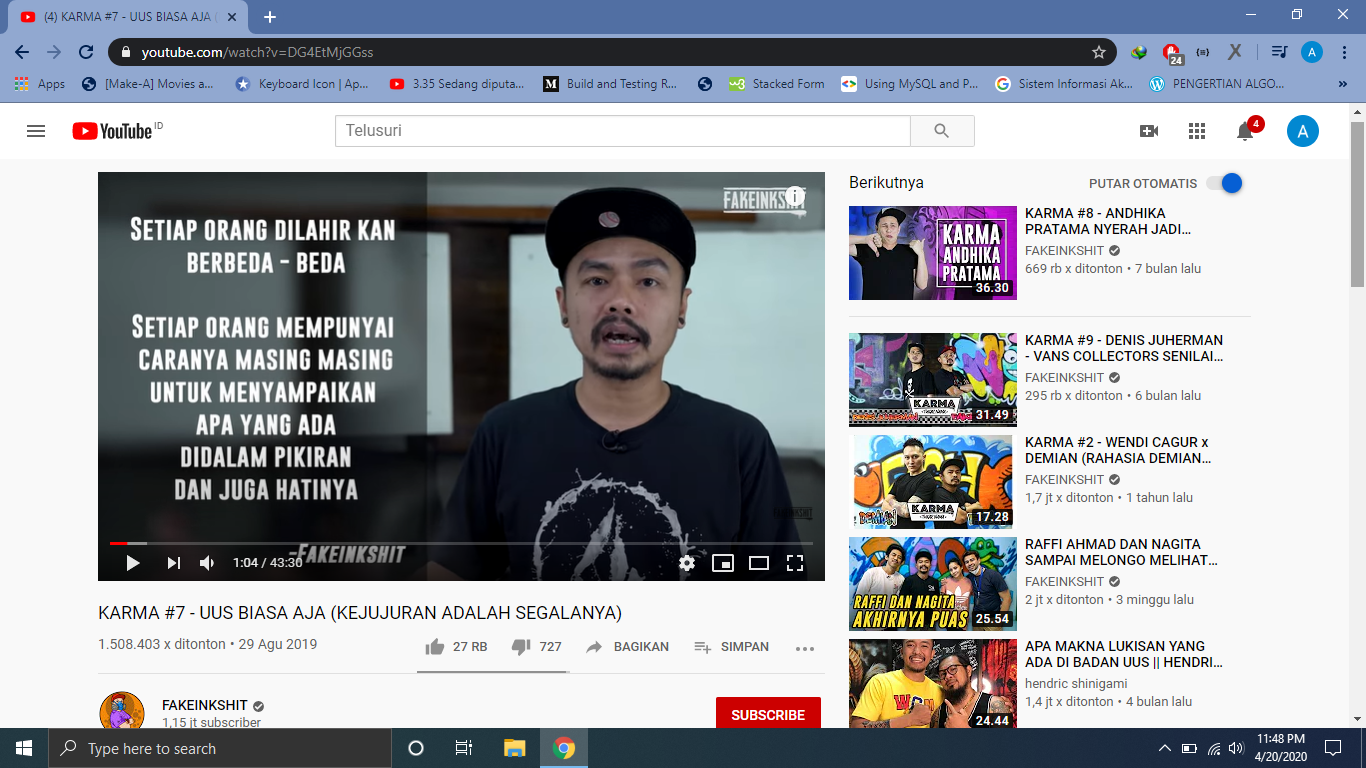 (4) KARMA #7 - UUS BIASA AJA (
youtube.com/watch?v=DG4EtMjGGss
24
A
Apps
[Make-A] Movies a...
Keyboard Icon | Ap...
3.35 Sedang diputa...
Build and Testing R...
Stacked Form
Using MySQL and P...
Sistem Informasi Ak...
PENGERTIAN ALGO...
YouTube ID
Telusuri
4
A
SETIAP ORANG DILAHIR KAN
BERBEDA - BEDA
SETIAP ORANG MEMPUNYAI
CARANYA MASING MASING
UNTUK MENYAMPAIKAN
APA YANG ADA
DIDALAM PIKIRAN
DAN JUGA HATINYA
-FAKEINKSHIT
FAKEINKSHIT
FAKEINKSHIT
1:04 / 43:30
KARMA #7 - UUS BIASA AJA (KEJUJURAN ADALAH SEGALANYA)
1.508.403 x ditonton • 29 Agu 2019
27 RB
727
BAGIKAN
SIMPAN
FAKEINKSHIT
1,15 jt subscriber
SUBSCRIBE
Berikutnya
PUTAR OTOMATIS
KARMA
ANDHIKA
PRATAMA
36.30
KARMA #8 - ANDHIKA
PRATAMA NYERAH JADI...
FAKEINKSHIT
669 rb x ditonton • 7 bulan lalu
KARMA
31.49
KARMA #9 - DENIS JUHERMAN
- VANS COLLECTORS SENILAI...
FAKEINKSHIT
295 rb x ditonton • 6 bulan lalu
DEMIAN
KARMA
17.28
KARMA #2 - WENDI CAGUR x
DEMIAN (RAHASIA DEMIAN...
FAKEINKSHIT
1,7 jt x ditonton • 1 tahun lalu
RAFFI DAN NAGITA
AKHIRNYA PUAS
25.54
RAFFI AHMAD DAN NAGITA
SAMPAI MELONGO MELIHAT...
FAKEINKSHIT
2 jt x ditonton • 3 minggu lalu
24.44
APA MAKNA LUKISAN YANG
ADA DI BADAN UUS || HENDRI...
hendric shinigami
1,4 jt x ditonton • 4 bulan lalu
Type here to search
11:48 PM
4/20/2020